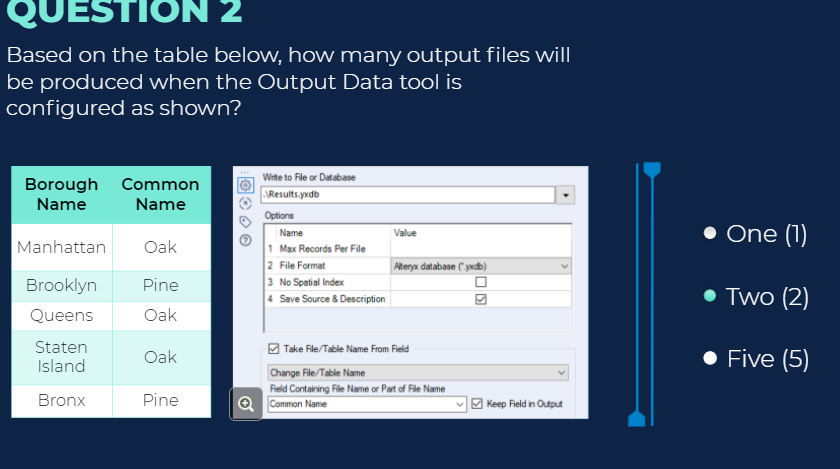 QUESTION 2
Based on the table below, how many output files will
be produced when the Output Data tool is
configured as shown?
Borough Name
Common Name
Manhattan Oak
Brooklyn Pine
Queens Oak
Staten Island Oak
Bronx Pine
Write to File or Database
.\Results.yxdb
Options
Name Value
1 Max Records Per File
2 File Format Alteryx database (*.yxdb)
3 No Spatial Index
4 Save Source & Description
Take File/Table Name From Field
Change File/Table Name
Field Containing File Name or Part of File Name
Common Name Keep Field in Output
One (1)
Two (2)
Five (5)